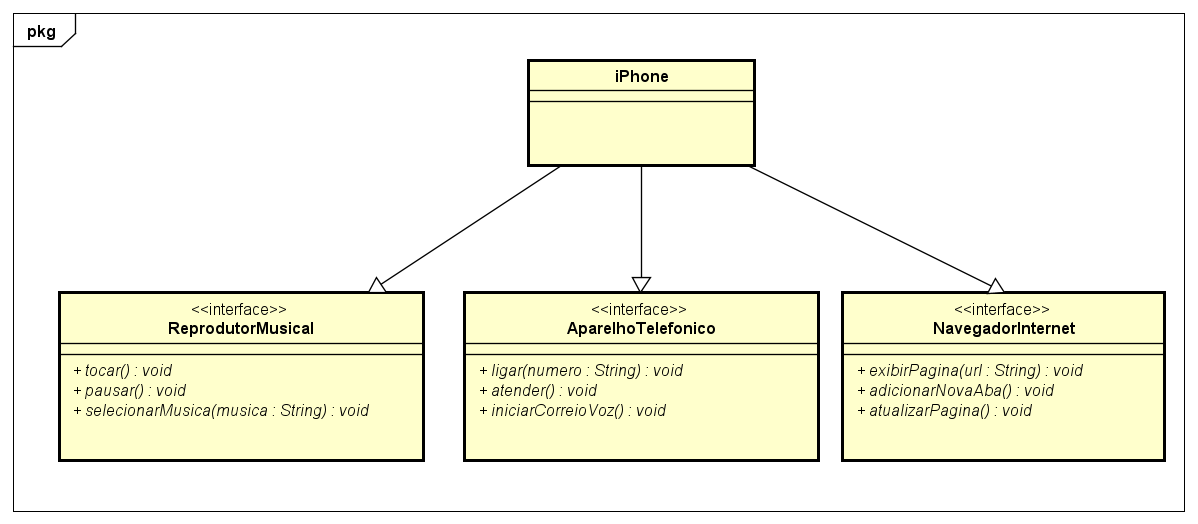 pkg
iPhone
<<interface>>
ReprodutorMusical
+ tocar() : void
+ pausar() : void
+ selecionarMusica(musica : String) : void
<<interface>>
AparelhoTelefonico
+ ligar(numero : String) : void
+ atender() : void
+ iniciarCorreioVoz() : void
<<interface>>
NavegadorInternet
+ exibirPagina(url : String) : void
+ adicionarNovaAba() : void
+ atualizarPagina() : void